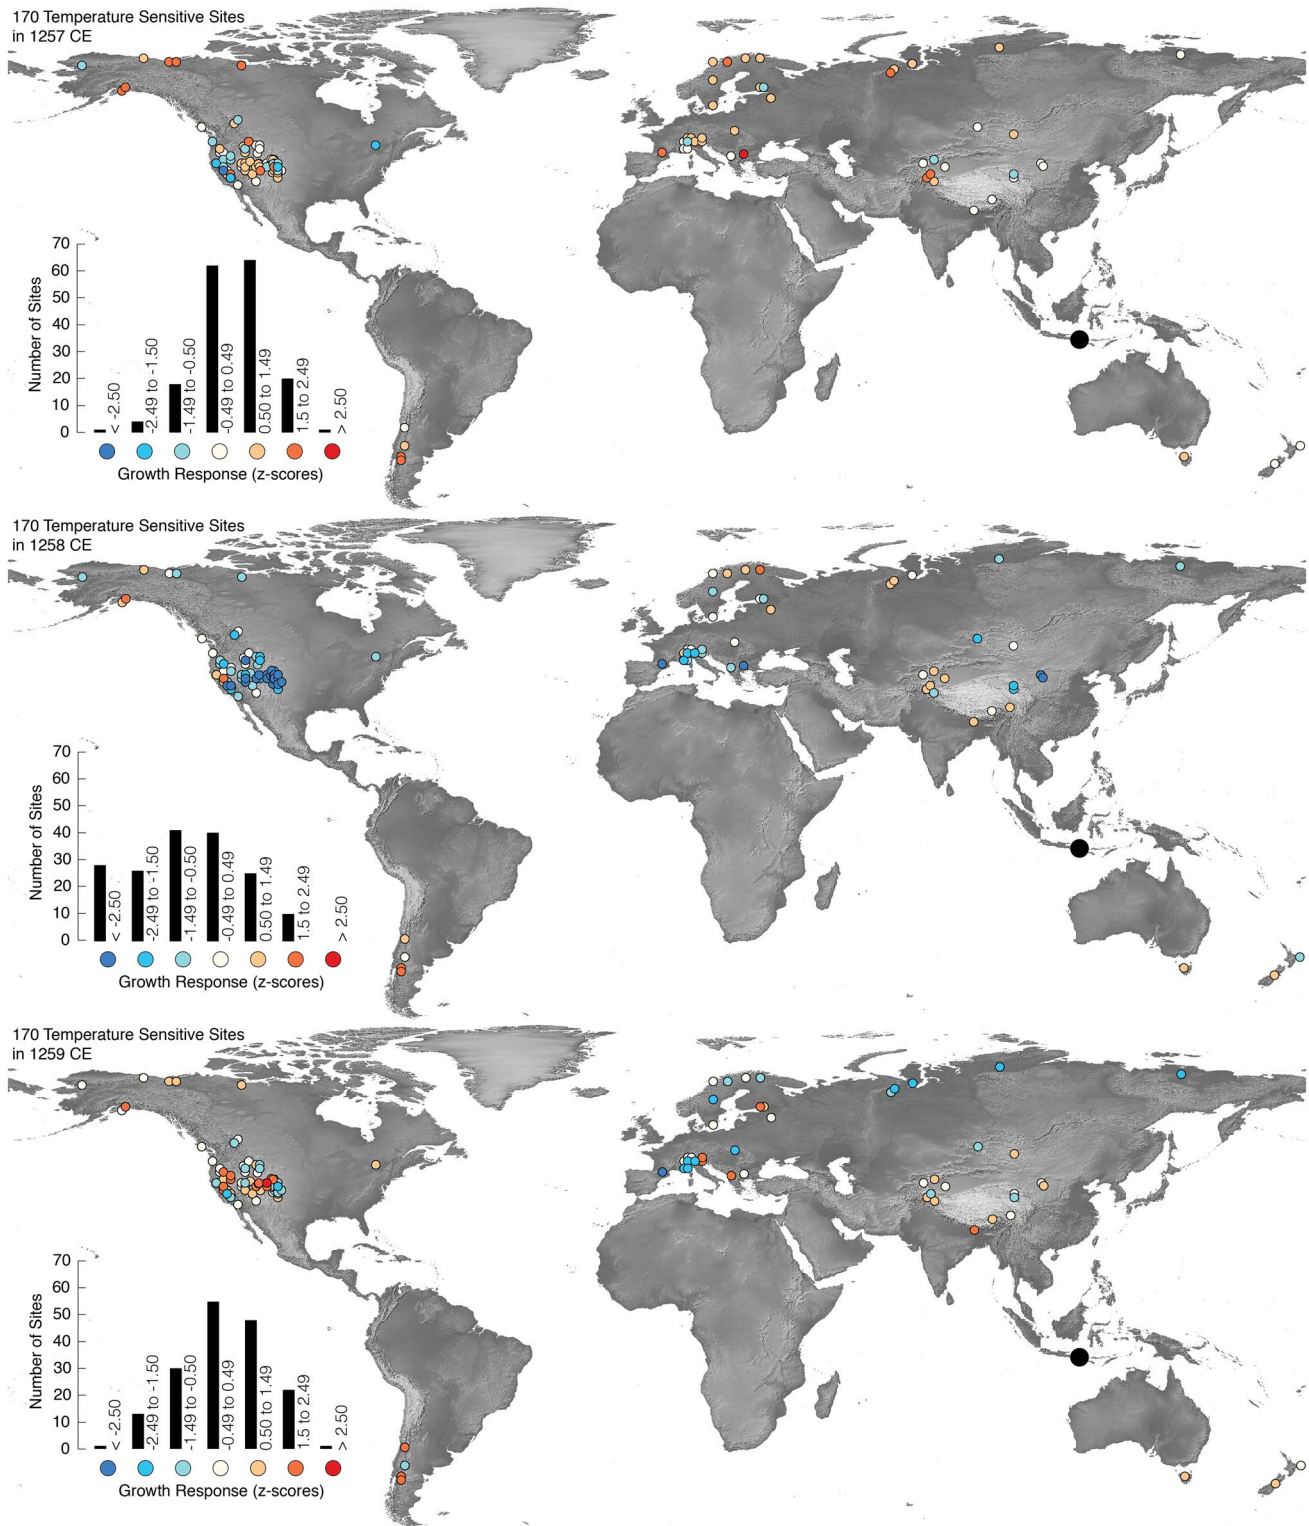 170 Temperature Sensitive Sites
in 1257 CE
70
60
50
40
30
20
10
0
Number of Sites
< -2.50
-2.49 to -1.50
-1.49 to -0.50
-0.49 to 0.49
0.50 to 1.49
1.5 to 2.49
> 2.50
Growth Response (z-scores)
170 Temperature Sensitive Sites
in 1258 CE
70
60
50
40
30
20
10
0
Number of Sites
< -2.50
-2.49 to -1.50
-1.49 to -0.50
-0.49 to 0.49
0.50 to 1.49
1.5 to 2.49
> 2.50
Growth Response (z-scores)
170 Temperature Sensitive Sites
in 1259 CE
70
60
50
40
30
20
10
0
Number of Sites
< -2.50
-2.49 to -1.50
-1.49 to -0.50
-0.49 to 0.49
0.50 to 1.49
1.5 to 2.49
> 2.50
Growth Response (z-scores)